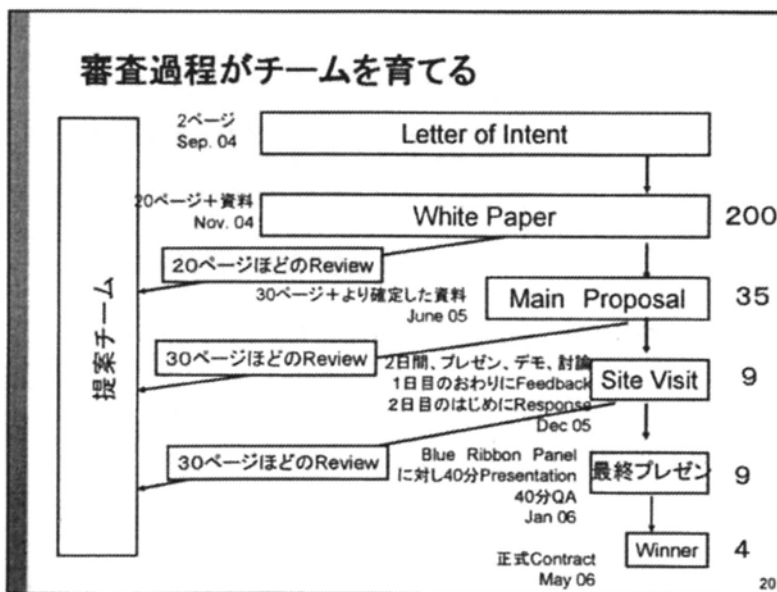 審査過程がチームを育てる
2ページ
Sep. 04
Letter of Intent
20ページ＋資料
Nov. 04
White Paper
200
20ページほどのReview
30ページ＋より確定した資料
June 05
Main Proposal
35
提案チーム
30ページほどのReview
2日間、プレゼン、デモ、討論
1日目のおわりにFeedback
2日目のはじめにResponse
Dec 05
Site Visit
9
30ページほどのReview
Blue Ribbon Panel
に対し40分Presentation
40分QA
Jan 06
最終プレゼン
9
正式Contract
May 06
Winner
4
20